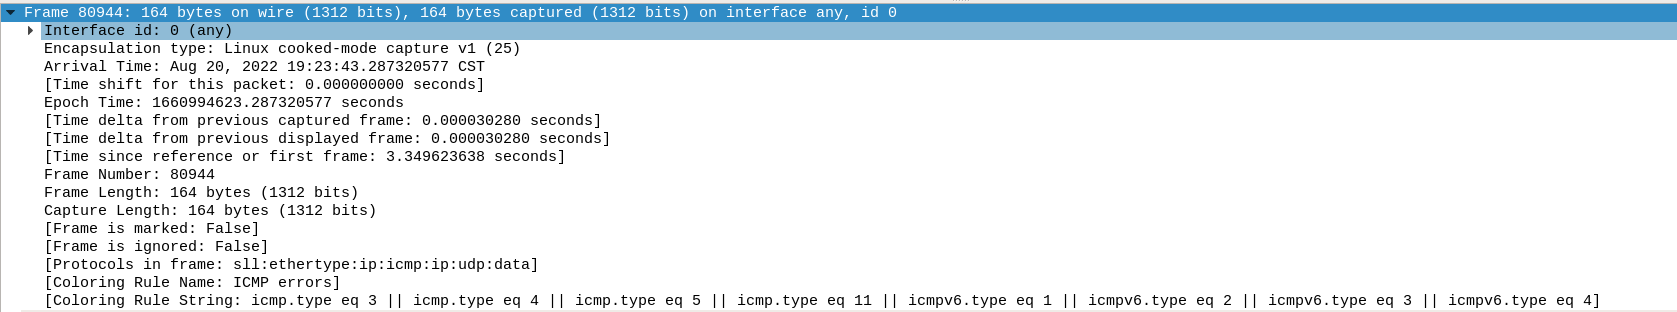 Frame 80944: 164 bytes on wire (1312 bits), 164 bytes captured (1312 bits) on interface any, id 0
Interface id: 0 (any)
Encapsulation type: Linux cooked-mode capture v1 (25)
Arrival Time: Aug 20, 2022 19:23:43.287320577 CST
[Time shift for this packet: 0.000000000 seconds]
Epoch Time: 1660994623.287320577 seconds
[Time delta from previous captured frame: 0.000030280 seconds]
[Time delta from previous displayed frame: 0.000030280 seconds]
[Time since reference or first frame: 3.349623638 seconds]
Frame Number: 80944
Frame Length: 164 bytes (1312 bits)
Capture Length: 164 bytes (1312 bits)
[Frame is marked: False]
[Frame is ignored: False]
[Protocols in frame: sll:ethertype:ip:icmp:ip:udp:data]
[Coloring Rule Name: ICMP errors]
[Coloring Rule String: icmp.type eq 3 || icmp.type eq 4 || icmp.type eq 5 || icmp.type eq 11 || icmpv6.type eq 1 || icmpv6.type eq 2 || icmpv6.type eq 3 || icmpv6.type eq 4]